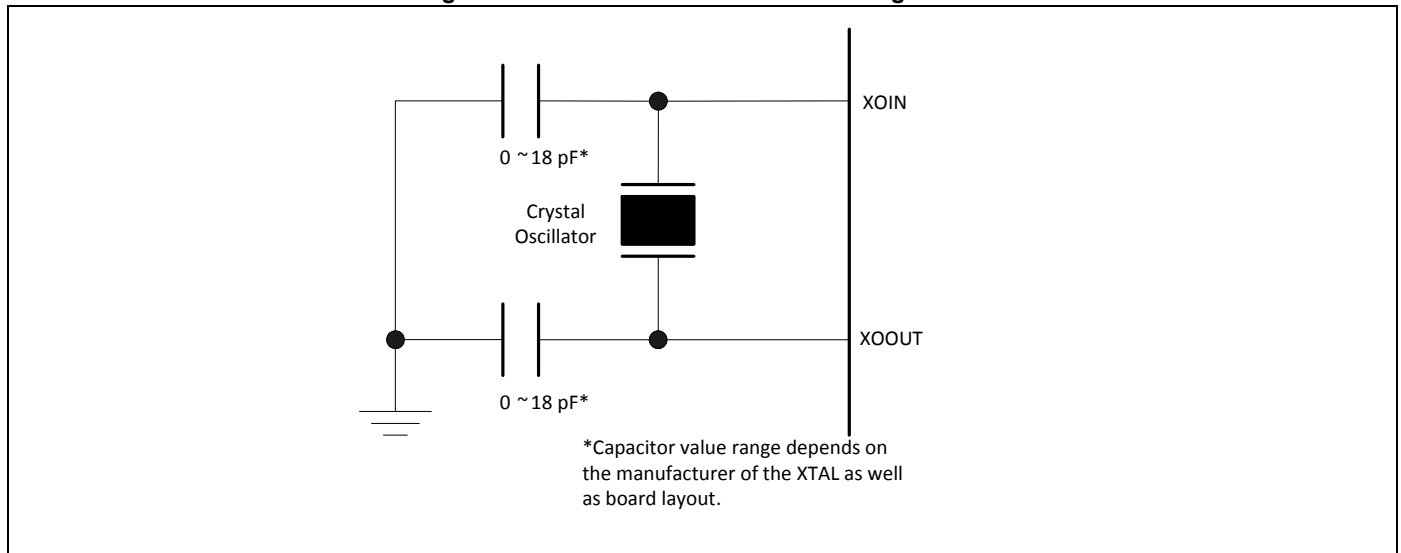 XOIN
0 ~18 pF*
Crystal
Oscillator
XOOUT
0 ~18 pF*
*Capacitor value range depends on
the manufacturer of the XTAL as well
as board layout.